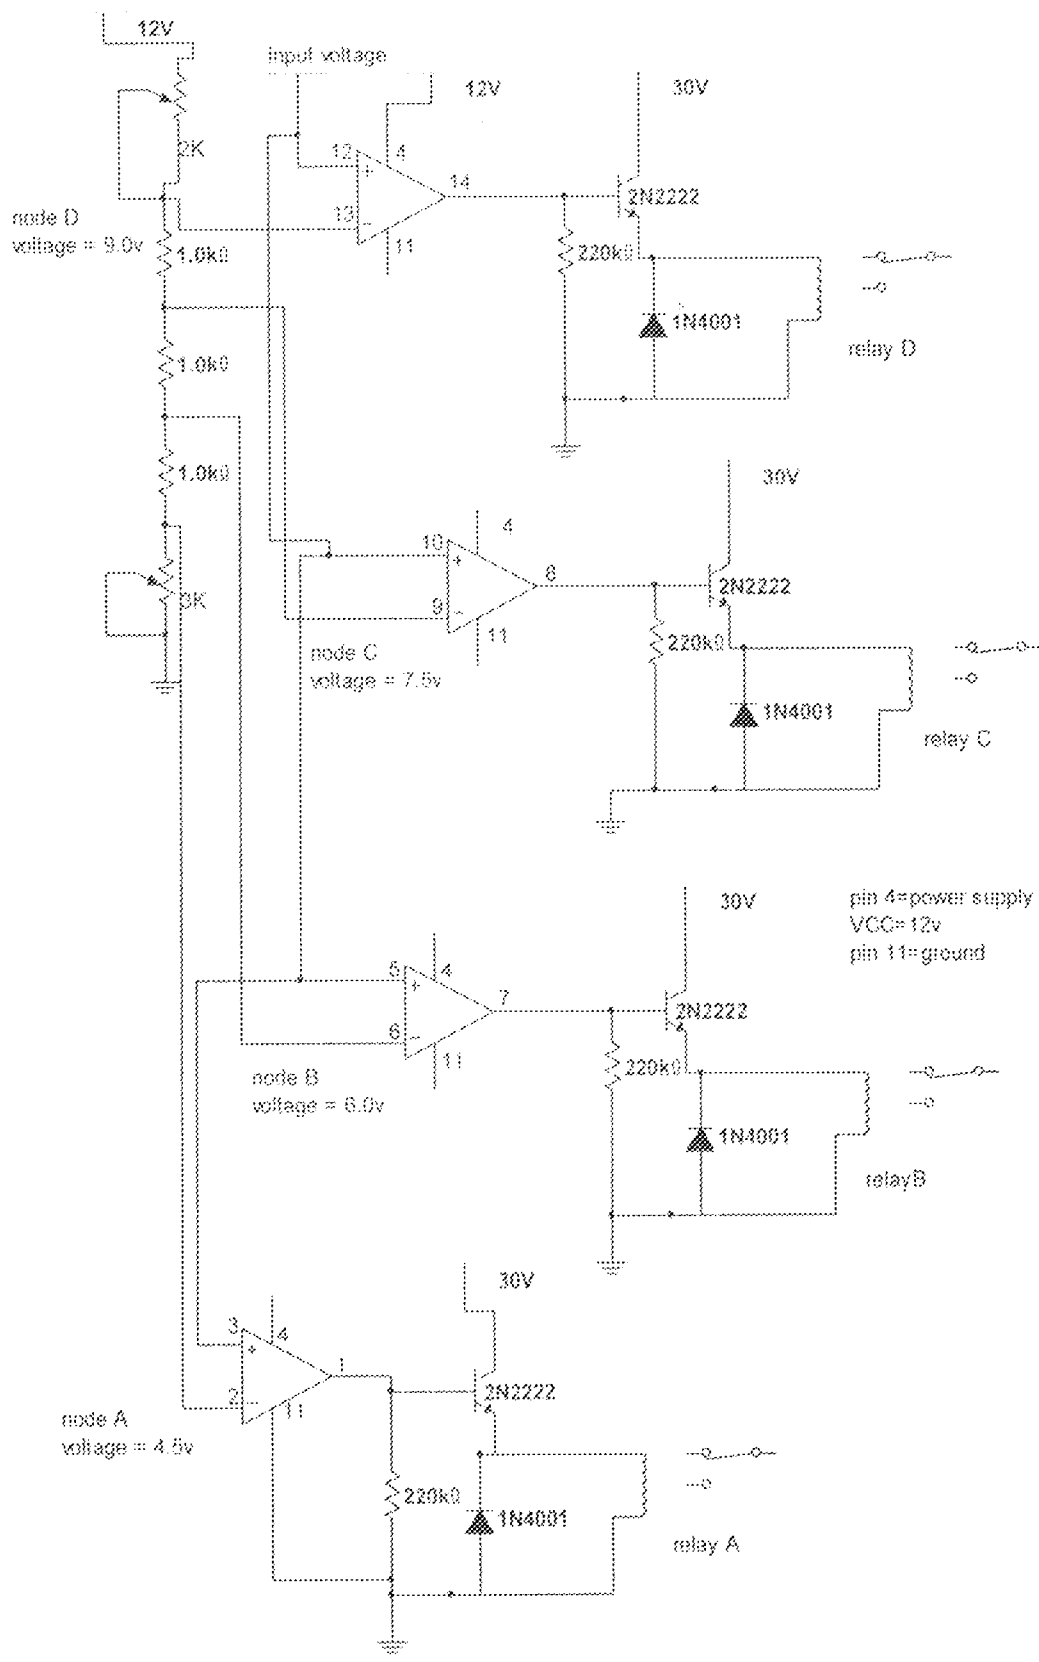 12V
input voltage
12V
30V
2K
12
4
+
14
2N2222
13
-
11
node D
voltage = 9.0v
1.0kΩ
220kΩ
1N4001
relay D
1.0kΩ
1.0kΩ
30V
4
10
+
8
2N2222
9
-
11
220kΩ
node C
voltage = 7.5v
1N4001
relay C
30V
pin 4=power supply
VCC=12v
pin 11=ground
5
4
+
7
2N2222
6
-
11
220kΩ
node B
voltage = 6.0v
1N4001
relayB
30V
3
4
+
1
2N2222
2
-
11
node A
voltage = 4.5v
220kΩ
1N4001
relay A